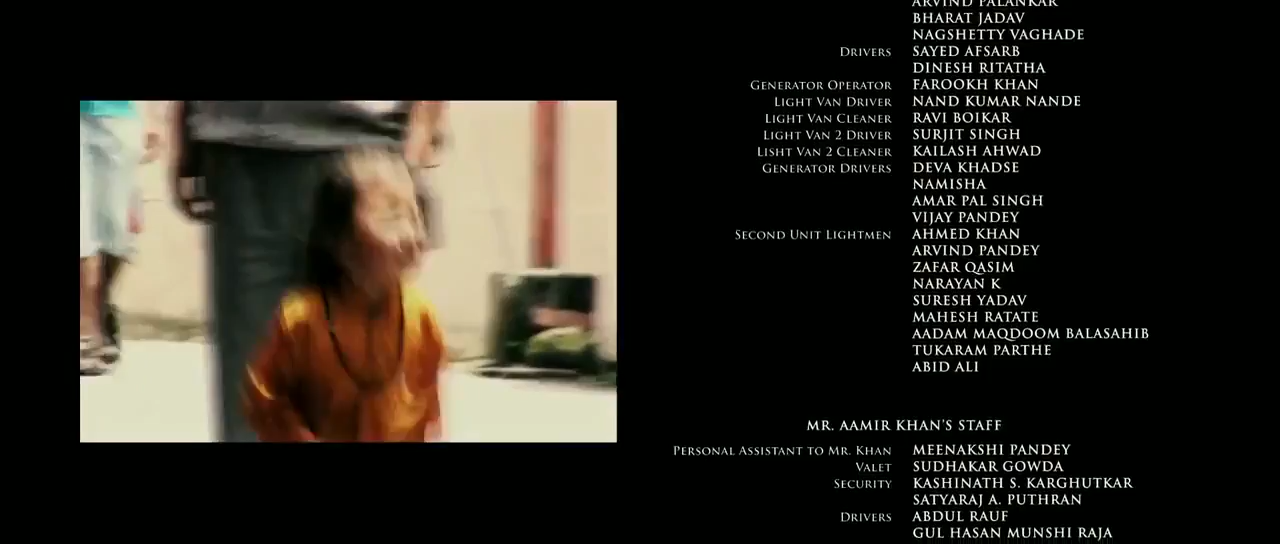 ARVIND PALANKAR
BHARAT JADAV
NAGSHETTY VAGHADE
DRIVERS SAYED AFSARB
DINESH RITATHA
GENERATOR OPERATOR FAROOKH KHAN
LIGHT VAN DRIVER NAND KUMAR NANDE
LIGHT VAN CLEANER RAVI BOIKAR
LIGHT VAN 2 DRIVER SURJIT SINGH
LISHT VAN 2 CLEANER KAILASH AHWAD
GENERATOR DRIVERS DEVA KHADSE
NAMISHA
AMAR PAL SINGH
VIJAY PANDEY
SECOND UNIT LIGHTMEN AHMED KHAN
ARVIND PANDEY
ZAFAR QASIM
NARAYAN K
SURESH YADAV
MAHESH RATATE
AADAM MAQDOOM BALASAHIB
TUKARAM PARTHE
ABID ALI
MR. AAMIR KHAN'S STAFF
PERSONAL ASSISTANT TO MR. KHAN MEENAKSHI PANDEY
VALET SUDHAKAR GOWDA
SECURITY KASHINATH S. KARGHUTKAR
SATYARAJ A. PUTHRAN
DRIVERS ABDUL RAUF
GUL HASAN MUNSHI RAJA